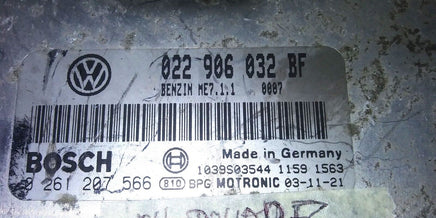 022 906 032 BF
BENZIN ME7.1.1 0007
BOSCH
Made in Germany
1039S03544 1159 1563
0 261 207 566 810 BPG MOTRONIC 03-11-21